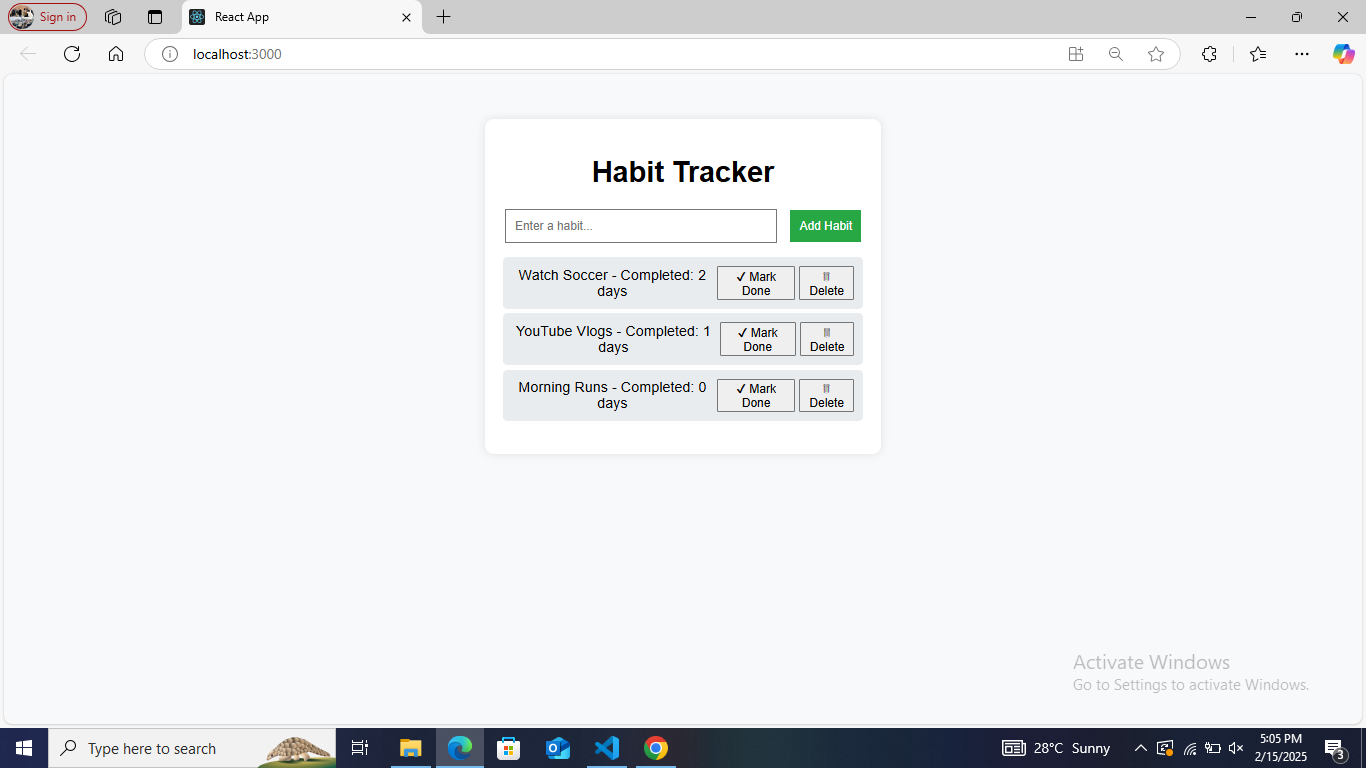 Sign in
React App
localhost:3000
Habit Tracker
Enter a habit...
Add Habit
Watch Soccer - Completed: 2
days
✓ Mark
Done
Delete
YouTube Vlogs - Completed: 1
days
✓ Mark
Done
Delete
Morning Runs - Completed: 0
days
✓ Mark
Done
Delete
Activate Windows
Go to Settings to activate Windows.
Type here to search
28°C Sunny
5:05 PM
2/15/2025
3